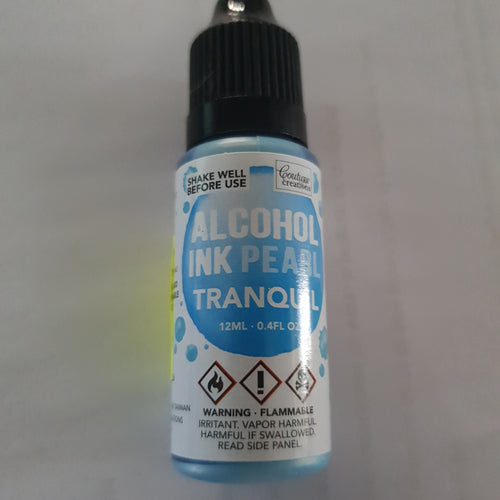 SHAKE WELL
BEFORE USE
Couture
creations
ALCOHOL
INK PEARL
TRANQUIL
12ML · 0.4FL OZ
WARNING · FLAMMABLE
IRRITANT. VAPOR HARMFUL
HARMFUL IF SWALLOWED.
READ SIDE PANEL.